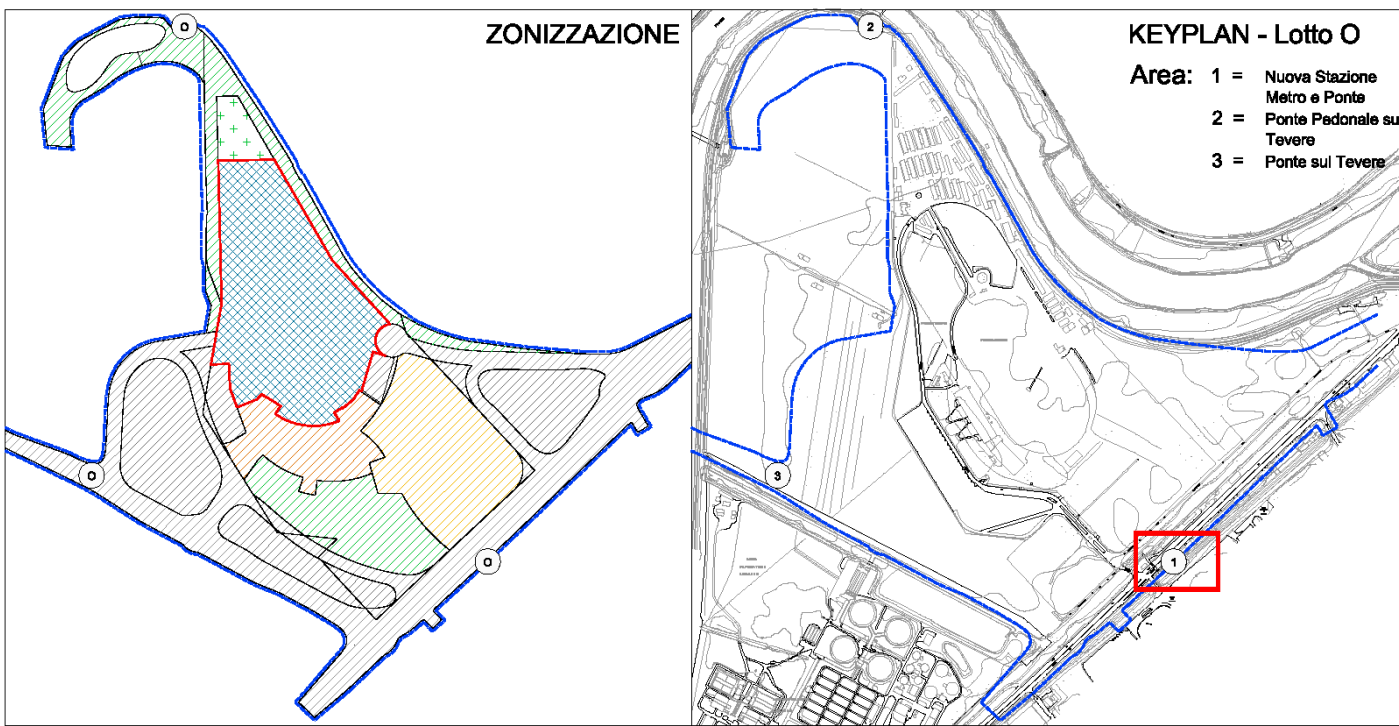 ZONIZZAZIONE
O
O
O
KEYPLAN - Lotto O
Area: 1 = Nuova Stazione
Metro e Ponte
2 = Ponte Pedonale su
Tevere
3 = Ponte sul Tevere
2
3
1